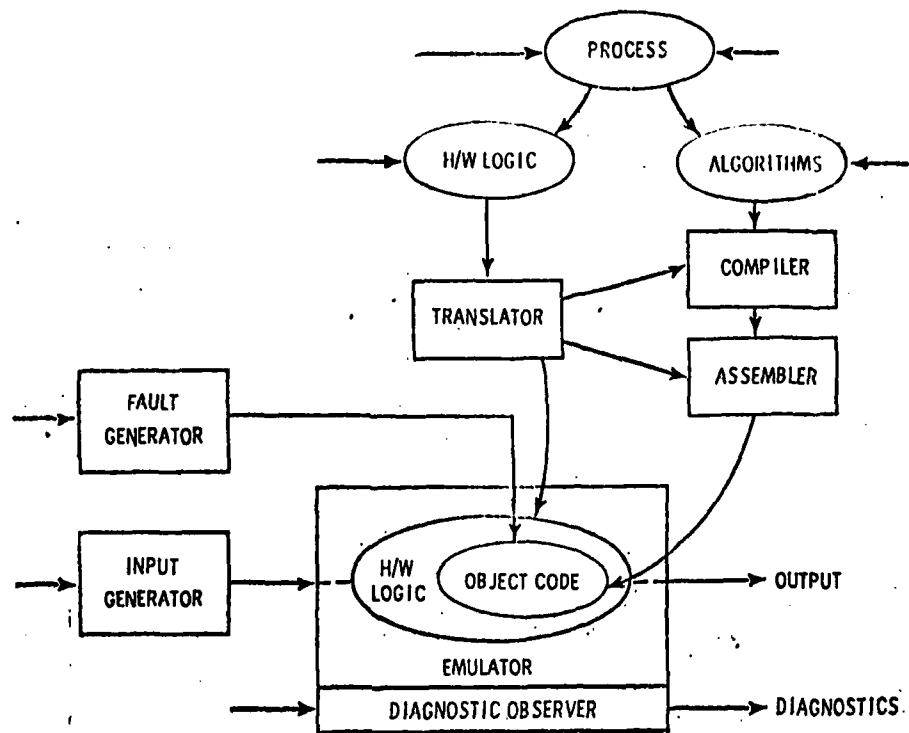 PROCESS
H/W LOGIC
ALGORITHMS
COMPILER
TRANSLATOR
ASSEMBLER
FAULT
GENERATOR
INPUT
GENERATOR
H/W
LOGIC
OBJECT CODE
OUTPUT
EMULATOR
DIAGNOSTIC OBSERVER
DIAGNOSTICS